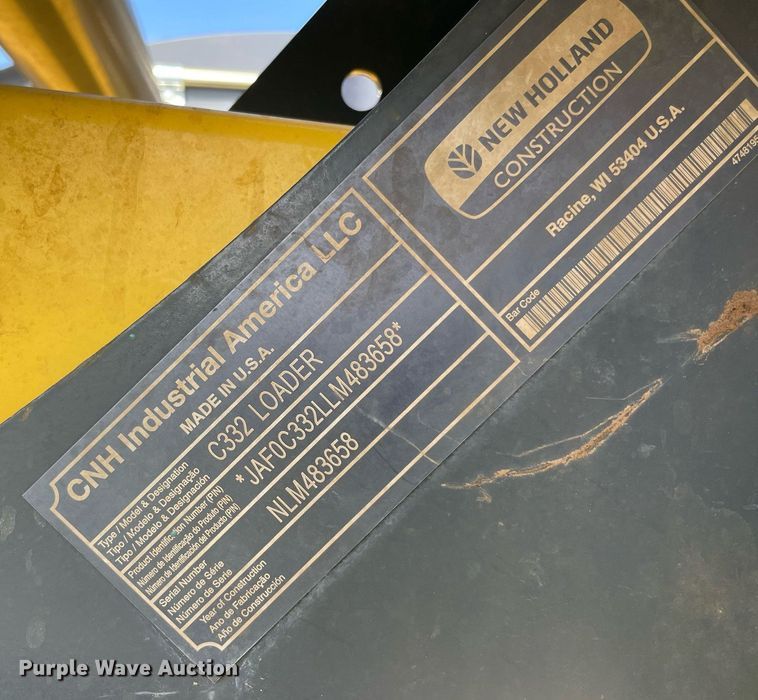 CNH Industrial America LLC
MADE IN U.S.A.
Type / Model & Designation
Tipo / Modelo & Designação
Tipo / Modelo & Designación
C332 LOADER
Product Identification Number (PIN)
Número de Identificação do Produto (PIN)
Número de Identificación del Producto (PIN)
*JAF0C332LLM483658*
Serial Number
Número de Série
Número de Serie
NLM483658
Year of Construction
Ano de Fabricação
Año de Construcción
NEW HOLLAND
CONSTRUCTION
Racine, WI 53404 U.S.A.
Bar Code
Purple Wave Auction